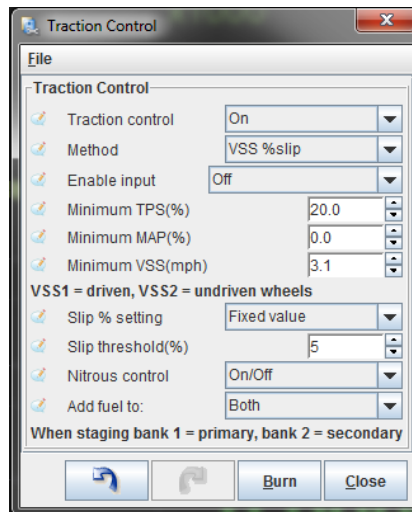 Traction Control
File
Traction Control
Traction control On
Method VSS %slip
Enable input Off
Minimum TPS(%) 20.0
Minimum MAP(%) 0.0
Minimum VSS(mph) 3.1
VSS1 = driven, VSS2 = undriven wheels
Slip % setting Fixed value
Slip threshold(%) 5
Nitrous control On/Off
Add fuel to: Both
When staging bank 1 = primary, bank 2 = secondary
Burn Close